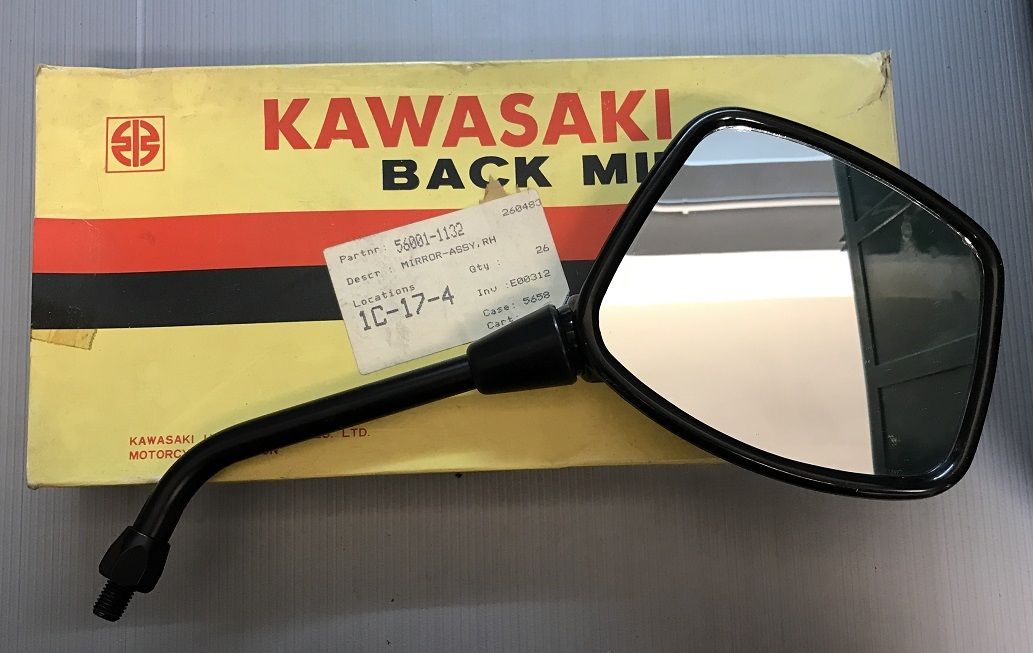 KAWASAKI
BACK MI
260483
Partnr: 56001-1132
Descr : MIRROR-ASSY,RH
Locations
Qty : 26
1C-17-4
Inv :E00312
Case: 5658
Cart
KAWASAKI LTD.
MOTORCY